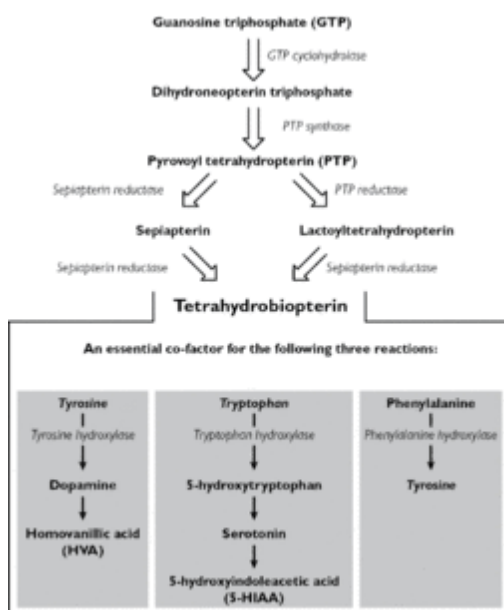 Guanosine triphosphate (GTP)
GTP cyclohydrolase
Dihydroneopterin triphosphate
PTP synthase
Pyrovoyl tetrahydropterin (PTP)
Sepiapterin reductase
PTP reductase
Sepiapterin
Lactoyltetrahydropterin
Sepiapterin reductase
Sepiapterin reductase
Tetrahydrobiopterin
An essential co-factor for the following three reactions:
Tyrosine
Tyrosine hydroxylase
Dopamine
Homovanillic acid
(HVA)
Tryptophan
Tryptophan hydroxylase
5-hydroxytryptophan
Serotonin
5-hydroxyindoleacetic acid
(5-HIAA)
Phenylalanine
Phenylalanine hydroxylase
Tyrosine